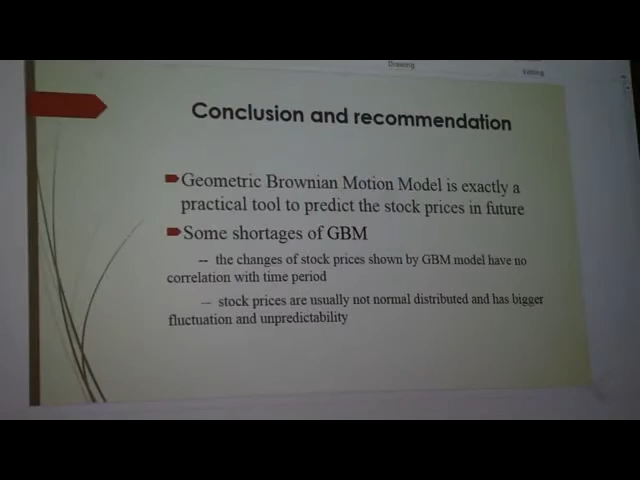 Drawing
Editing
Conclusion and recommendation
Geometric Brownian Motion Model is exactly a
practical tool to predict the stock prices in future
Some shortages of GBM
-- the changes of stock prices shown by GBM model have no
correlation with time period
-- stock prices are usually not normal distributed and has bigger
fluctuation and unpredictability